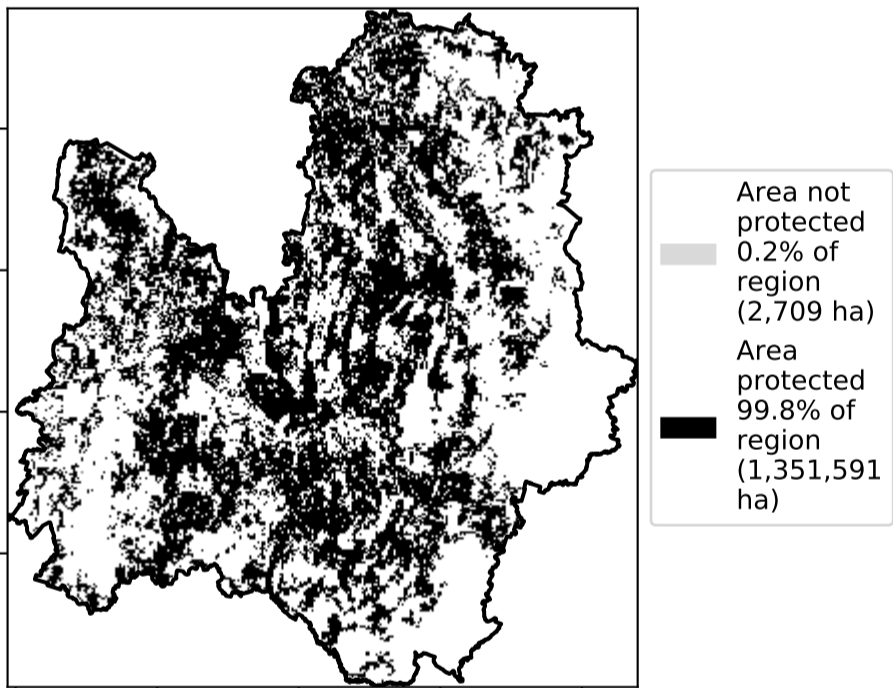 Area not
protected
0.2% of
region
(2,709 ha)
Area
protected
99.8% of
region
(1,351,591
ha)